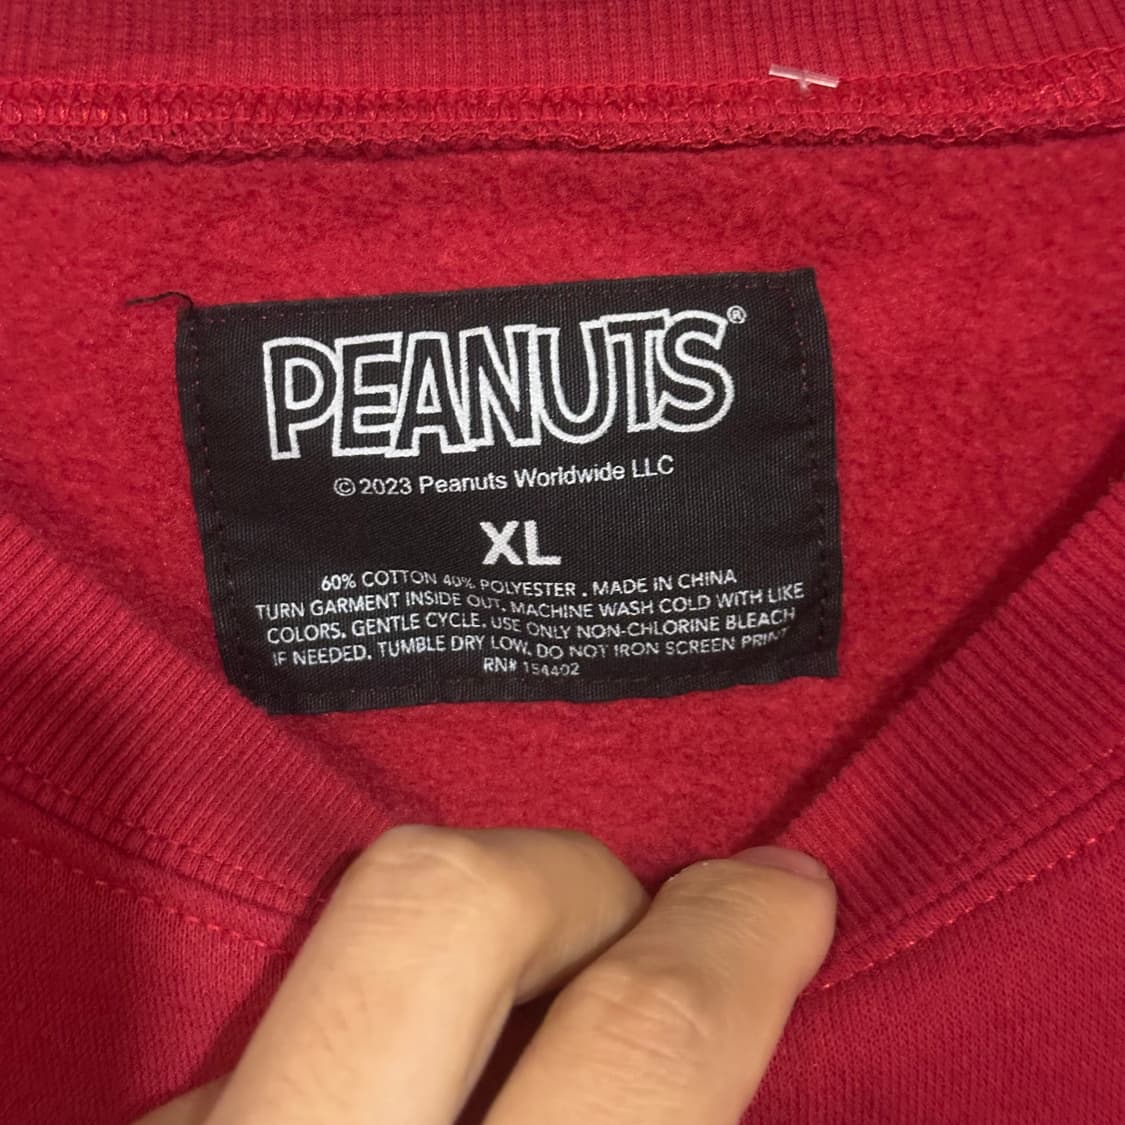 PEANUTS®
© 2023 Peanuts Worldwide LLC
XL
60% COTTON 40% POLYESTER . MADE IN CHINA
TURN GARMENT INSIDE OUT. MACHINE WASH COLD WITH LIKE
COLORS. GENTLE CYCLE. USE ONLY NON-CHLORINE BLEACH
IF NEEDED. TUMBLE DRY LOW. DO NOT IRON SCREEN PRINT
RN# 154402